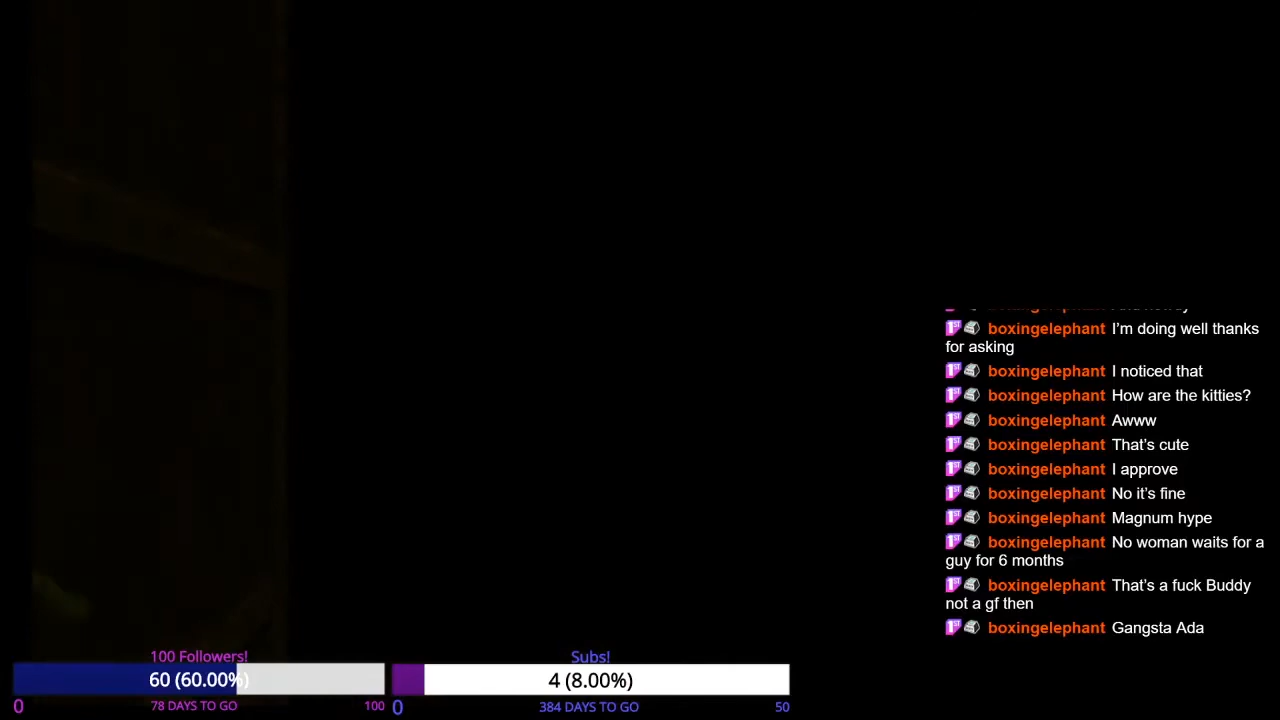 boxingelephant I'm doing well thanks
for asking
boxingelephant I noticed that
boxingelephant How are the kitties?
boxingelephant Awww
boxingelephant That's cute
boxingelephant I approve
boxingelephant No it's fine
boxingelephant Magnum hype
boxingelephant No woman waits for a
guy for 6 months
boxingelephant That's a fuck Buddy
not a gf then
boxingelephant Gangsta Ada
100 Followers!
60 (60.00%)
0 78 DAYS TO GO 100
Subs!
4 (8.00%)
0 384 DAYS TO GO 50